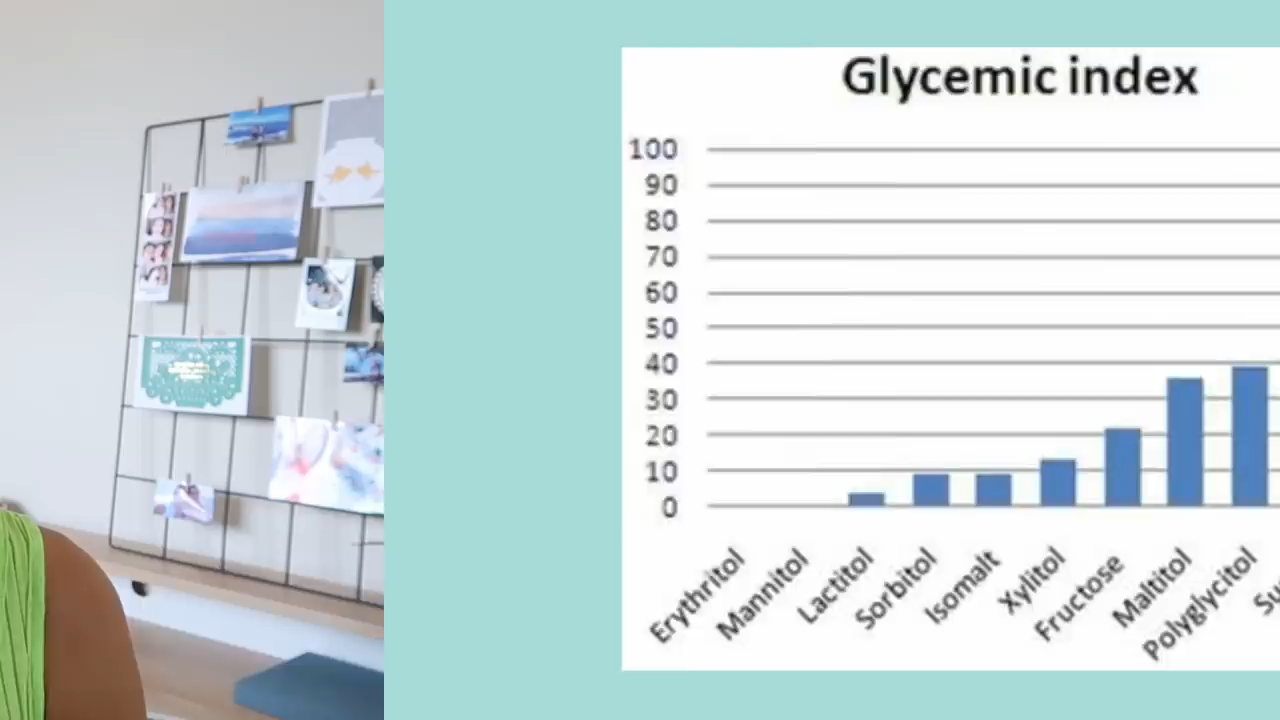 Glycemic index
100
90
80
70
60
50
40
30
20
10
0
Erythritol
Mannitol
Lactitol
Sorbitol
Isomalt
Xylitol
Fructose
Maltitol
Polyglycitol